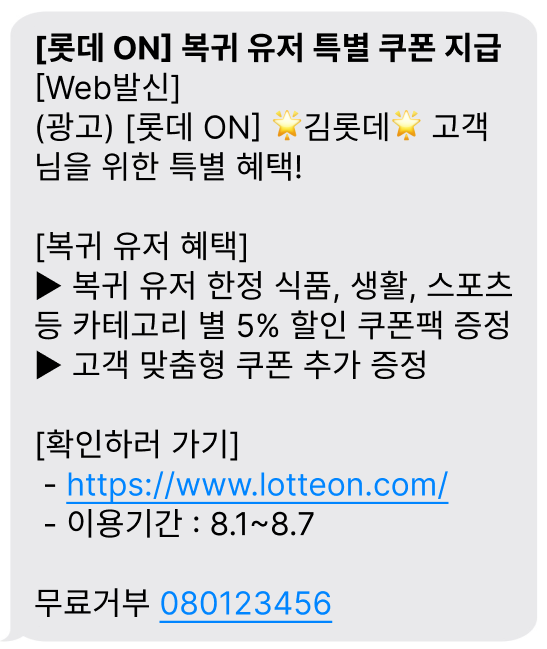 [롯데 ON] 복귀 유저 특별 쿠폰 지급
[Web발신]
(광고) [롯데 ON] 🌟김롯데🌟 고객
님을 위한 특별 혜택!
[복귀 유저 혜택]
▶ 복귀 유저 한정 식품, 생활, 스포츠
등 카테고리 별 5% 할인 쿠폰팩 증정
▶ 고객 맞춤형 쿠폰 추가 증정
[확인하러 가기]
- https://www.lotteon.com/
- 이용기간 : 8.1~8.7
무료거부 080123456